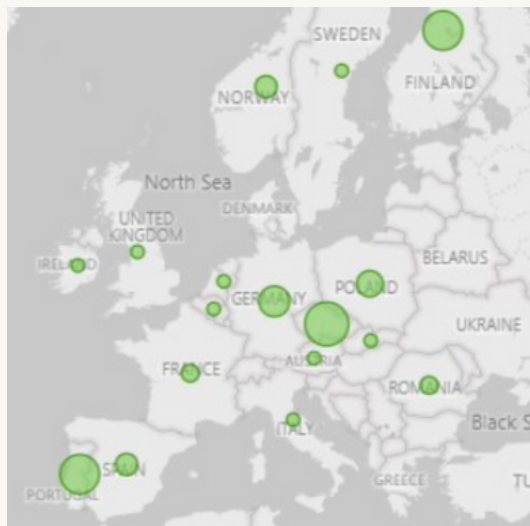 SWEDEN
FINLAND
NORWAY
North Sea
DENMARK
UNITED
KINGDOM
IRELAND
BELARUS
GERMANY
POLAND
UKRAINE
FRANCE
AUSTRIA
ROMANIA
Black S
ITALY
SPAIN
PORTUGAL
GREECE
TU